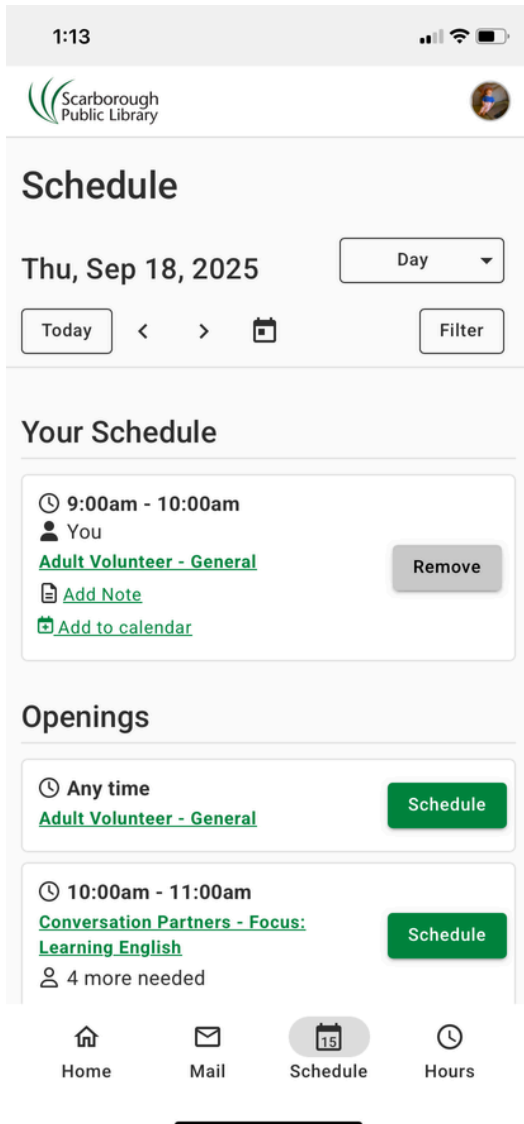 1:13
Scarborough
Public Library
Schedule
Thu, Sep 18, 2025
Day
Today
Filter
Your Schedule
9:00am - 10:00am
You
Adult Volunteer - General
Remove
Add Note
Add to calendar
Openings
Any time
Adult Volunteer - General
Schedule
10:00am - 11:00am
Conversation Partners - Focus:
Learning English
Schedule
4 more needed
15
Home
Mail
Schedule
Hours